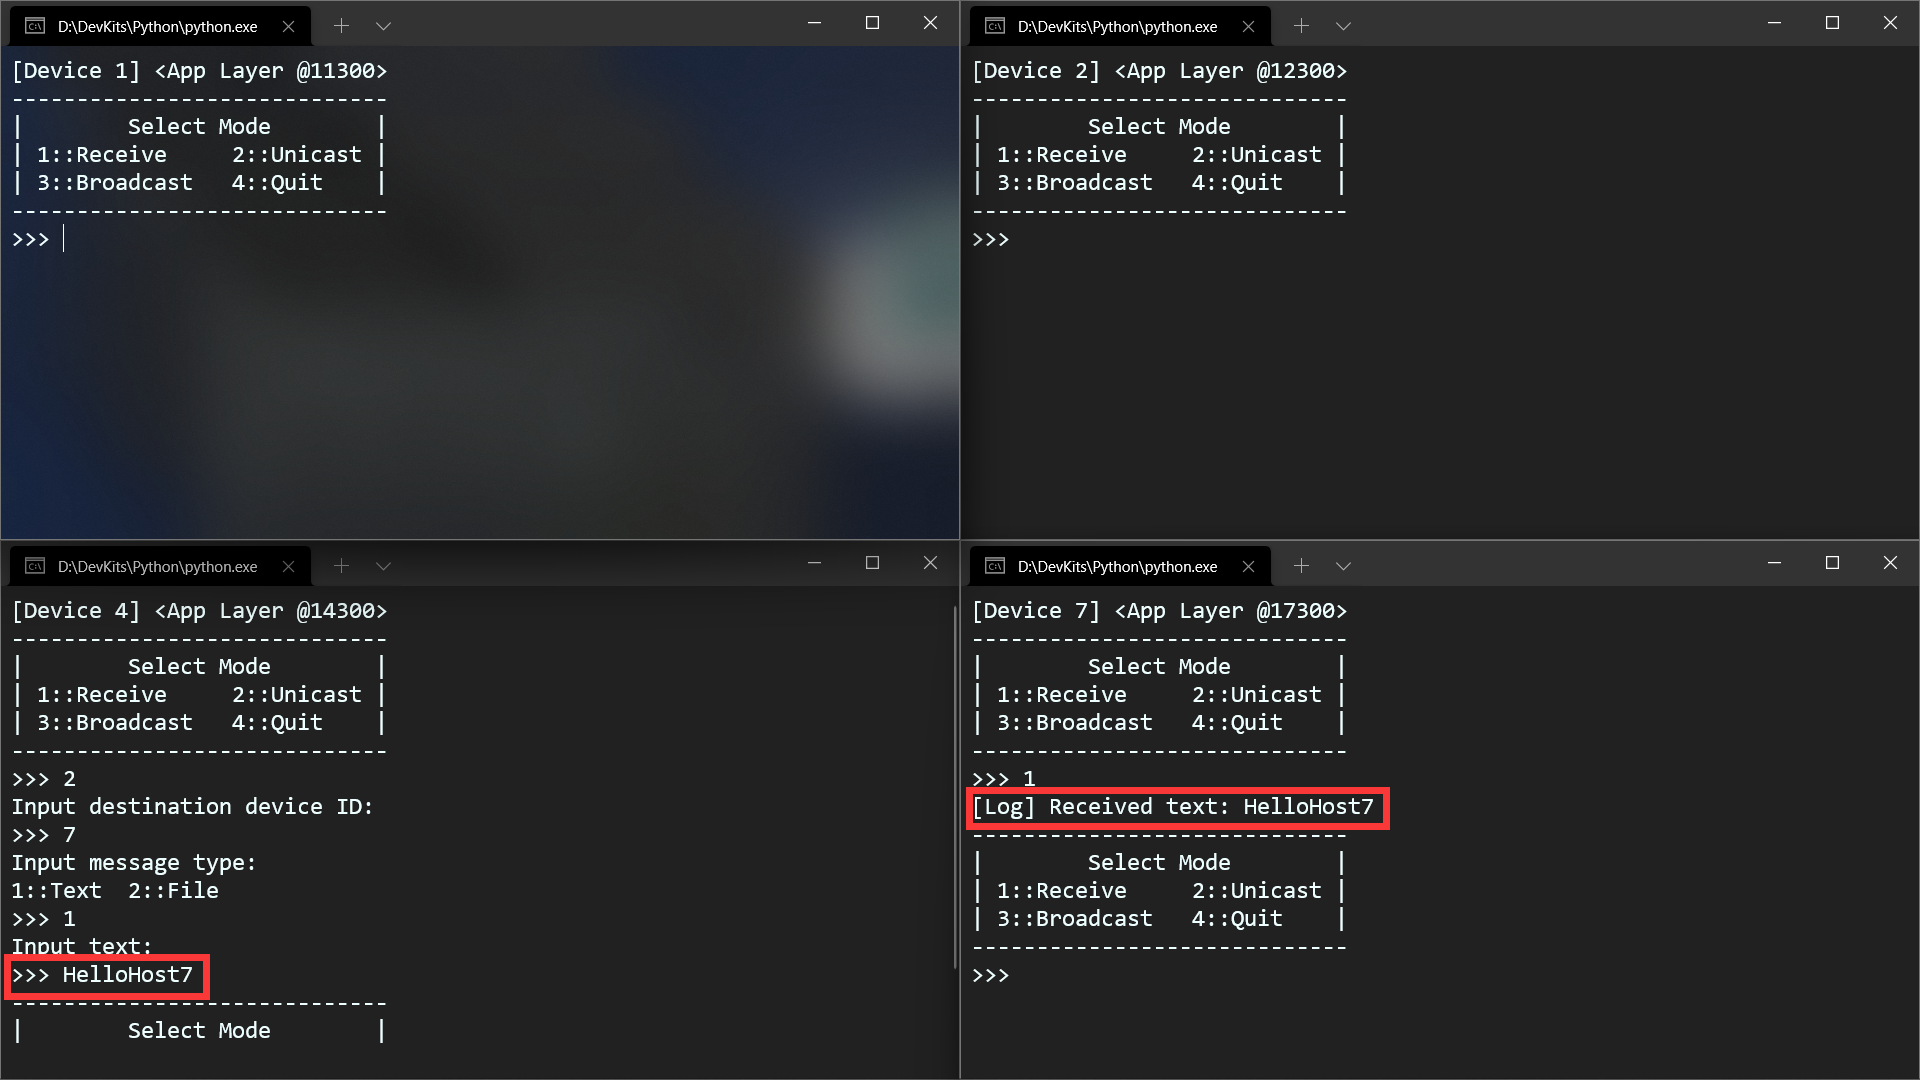 D:\DevKits\Python\python.exe
[Device 1] <App Layer @11300>
-----------------------------
|        Select Mode        |
| 1::Receive     2::Unicast |
| 3::Broadcast   4::Quit    |
-----------------------------
>>>
D:\DevKits\Python\python.exe
[Device 2] <App Layer @12300>
-----------------------------
|        Select Mode        |
| 1::Receive     2::Unicast |
| 3::Broadcast   4::Quit    |
-----------------------------
>>>
D:\DevKits\Python\python.exe
[Device 4] <App Layer @14300>
-----------------------------
|        Select Mode        |
| 1::Receive     2::Unicast |
| 3::Broadcast   4::Quit    |
-----------------------------
>>> 2
Input destination device ID:
>>> 7
Input message type:
1::Text  2::File
>>> 1
Input text:
>>> HelloHost7
-----------------------------
|        Select Mode        |
D:\DevKits\Python\python.exe
[Device 7] <App Layer @17300>
-----------------------------
|        Select Mode        |
| 1::Receive     2::Unicast |
| 3::Broadcast   4::Quit    |
-----------------------------
>>> 1
[Log] Received text: HelloHost7
-----------------------------
|        Select Mode        |
| 1::Receive     2::Unicast |
| 3::Broadcast   4::Quit    |
-----------------------------
>>>